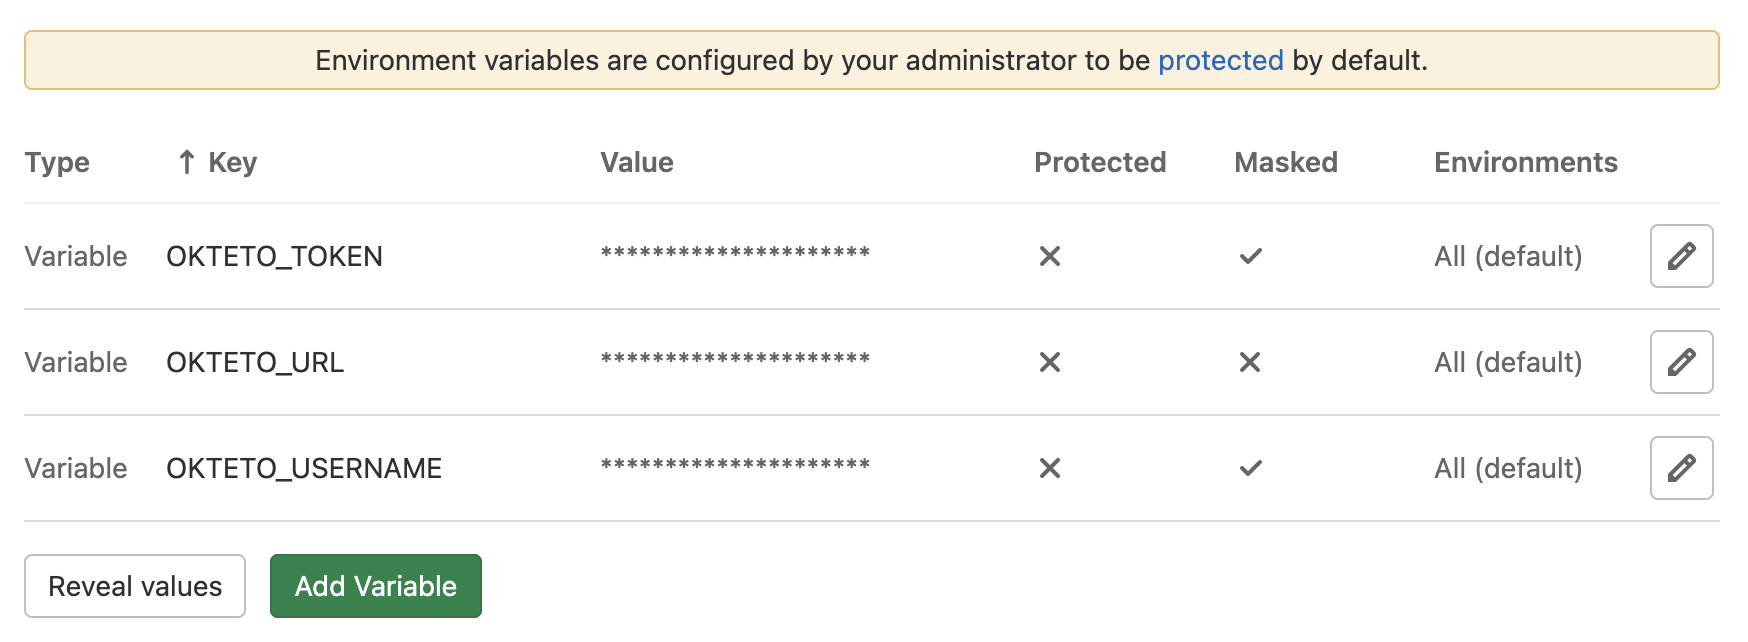 Environment variables are configured by your administrator to be protected by default.
Type ↑ Key Value Protected Masked Environments
Variable OKTETO_TOKEN ********************* ✕ ✓ All (default)
Variable OKTETO_URL ********************* ✕ ✕ All (default)
Variable OKTETO_USERNAME ********************* ✕ ✓ All (default)
Reveal values Add Variable